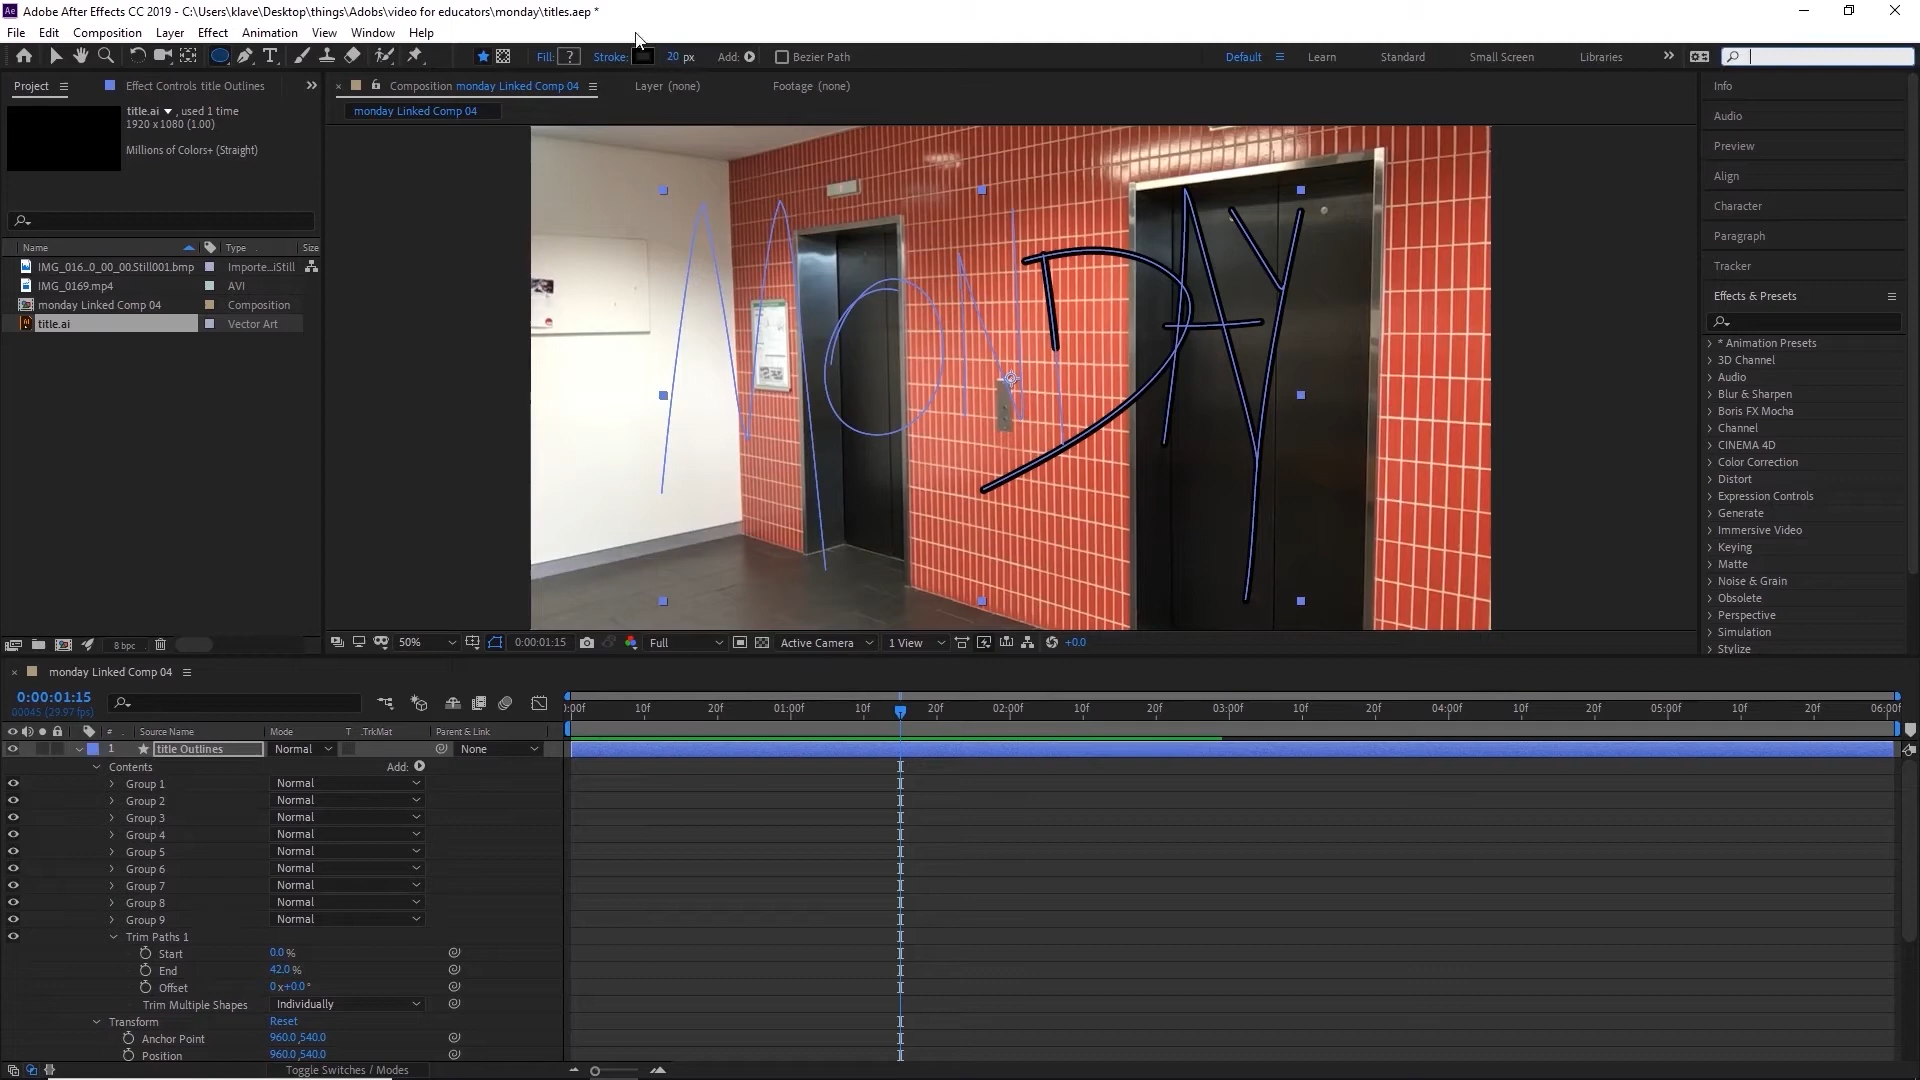 Adobe After Effects CC 2019 - C:\Users\klave\Desktop\things\Adobs\video for educators\monday\titles.aep *
File Edit Composition Layer Effect Animation View Window Help
Fill: ? Stroke: 20 px Add: Bezier Path Default Learn Standard Small Screen Libraries
Project Effect Controls title Outlines
title.ai , used 1 time
1920 x 1080 (1.00)
Millions of Colors+ (Straight)
Name Type Size
IMG_016...0_00_00.Still001.bmp Importe...iStill
IMG_0169.mp4 AVI
monday Linked Comp 04 Composition
title.ai Vector Art
8 bpc
Composition monday Linked Comp 04 Layer (none) Footage (none)
monday Linked Comp 04
MONDAY
50% 0:00:01:15 Full Active Camera 1 View +0.0
Info
Audio
Preview
Align
Character
Paragraph
Tracker
Effects & Presets
* Animation Presets
3D Channel
Audio
Blur & Sharpen
Boris FX Mocha
Channel
CINEMA 4D
Color Correction
Distort
Expression Controls
Generate
Immersive Video
Keying
Matte
Noise & Grain
Obsolete
Perspective
Simulation
Stylize
monday Linked Comp 04
0:00:01:15
00045 (29.97 fps)
):00f 10f 20f 01:00f 10f 20f 02:00f 10f 20f 03:00f 10f 20f 04:00f 10f 20f 05:00f 10f 20f 06:00f
# Source Name Mode T .TrkMat Parent & Link
1 title Outlines Normal None
Contents Add:
Group 1 Normal
Group 2 Normal
Group 3 Normal
Group 4 Normal
Group 5 Normal
Group 6 Normal
Group 7 Normal
Group 8 Normal
Group 9 Normal
Trim Paths 1
Start 0.0 %
End 42.0 %
Offset 0 x+0.0 °
Trim Multiple Shapes Individually
Transform Reset
Anchor Point 960.0,540.0
Position 960.0,540.0
Toggle Switches / Modes